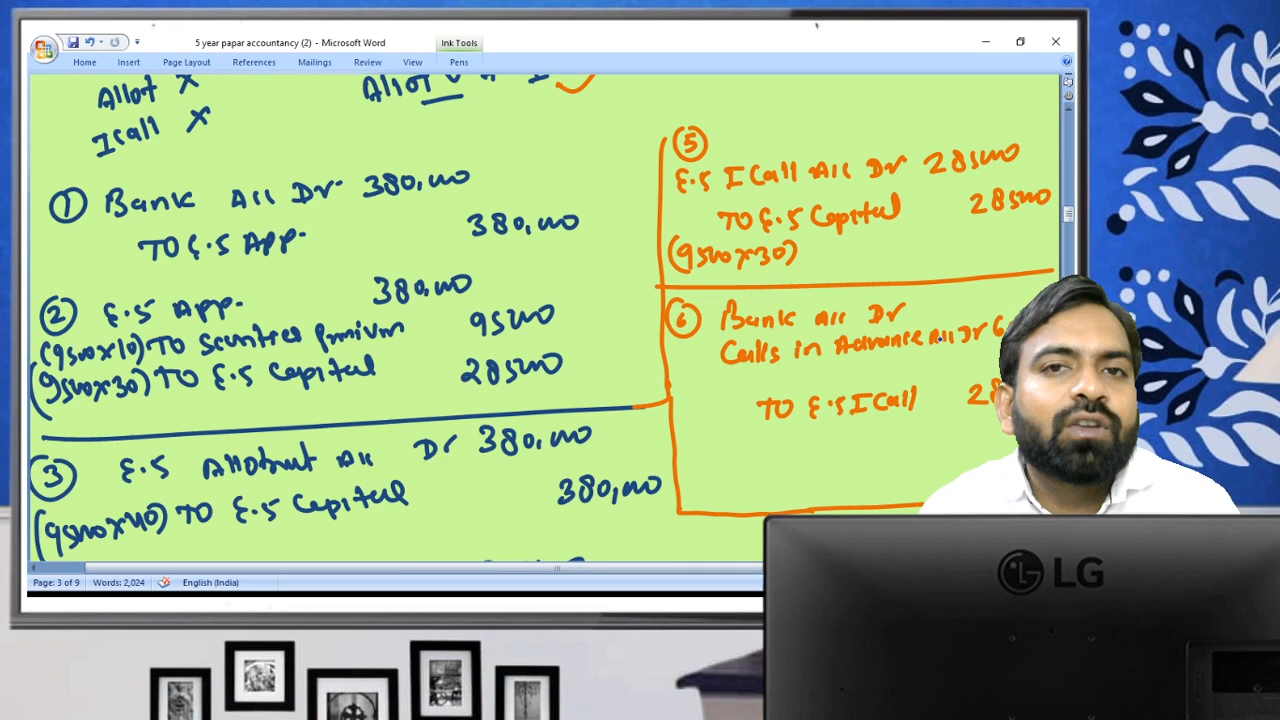 5 year papar accountancy (2) - Microsoft Word
Ink Tools
Home Insert Page Layout References Mailings Review View Pens
Allot X
I Call X
Allot
① Bank A/c Dr. 380,000
TO E.S App. 380,000
② E.S App. 380,000
(9500x10) TO Securities Premium 95000
(9500x30) TO E.S Capital 285000
③ E.S Allotment A/c Dr 380,000
(9500x40) TO E.S Capital 380,000
⑤
E.S I Call A/c Dr 285000
TO E.S Capital 285000
(9500x30)
⑥ Bank A/c Dr
Calls in Advance A/c Dr 6
TO E.S I Call 28
Page: 3 of 9 Words: 2,024 English (India)
LG